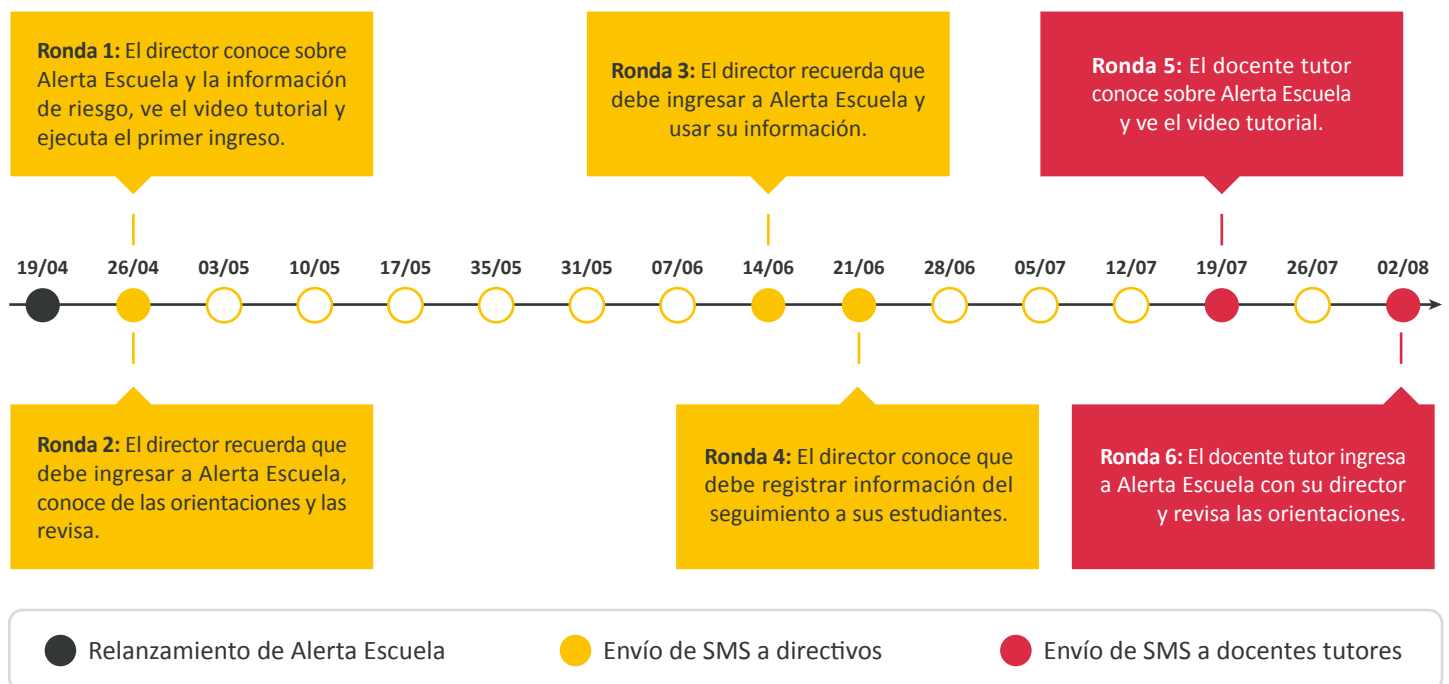 Ronda 1: El director conoce sobre
Alerta Escuela y la información
de riesgo, ve el video tutorial y
ejecuta el primer ingreso.
Ronda 3: El director recuerda que
debe ingresar a Alerta Escuela y
usar su información.
Ronda 5: El docente tutor
conoce sobre Alerta Escuela
y ve el video tutorial.
19/04 26/04 03/05 10/05 17/05 35/05 31/05 07/06 14/06 21/06 28/06 05/07 12/07 19/07 26/07 02/08
Ronda 2: El director recuerda que
debe ingresar a Alerta Escuela,
conoce de las orientaciones y las
revisa.
Ronda 4: El director conoce que
debe registrar información del
seguimiento a sus estudiantes.
Ronda 6: El docente tutor ingresa
a Alerta Escuela con su director
y revisa las orientaciones.
Relanzamiento de Alerta Escuela
Envío de SMS a directivos
Envío de SMS a docentes tutores